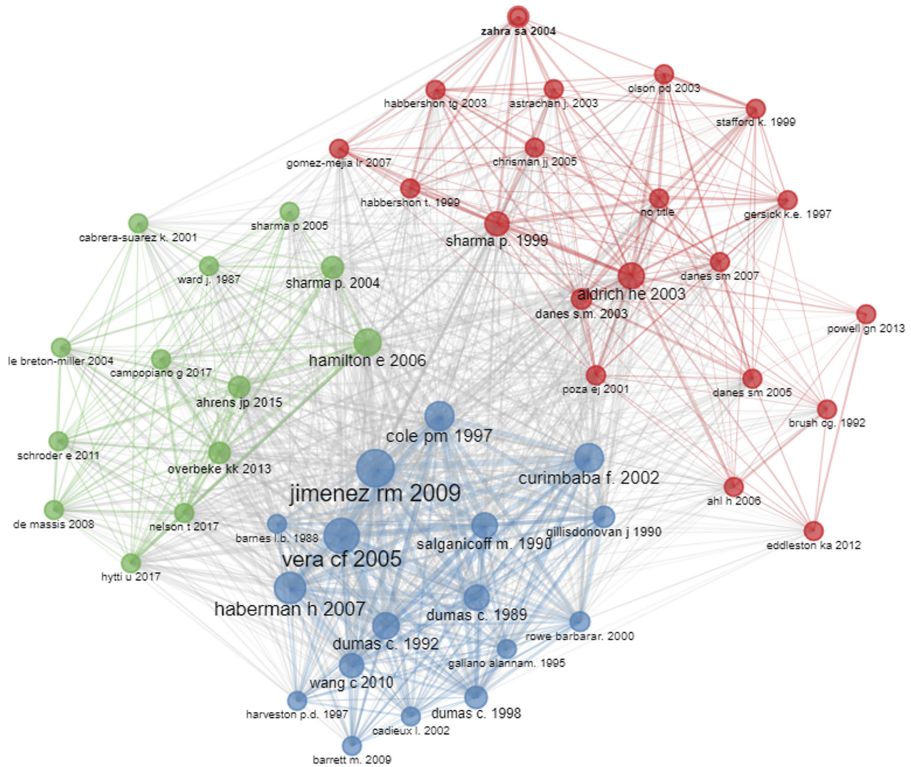 zahra sa 2004
olson pd 2003
habbershon tg 2003
astrachan j. 2003
stafford k. 1999
gomez-mejia lr 2007
chrisman jj 2005
habbershon t. 1999
no title
gersick k.e. 1997
sharma p 2005
cabrera-suarez k. 2001
sharma p. 1999
ward j. 1987
sharma p. 2004
danes sm 2007
aldrich he 2003
danes s.m. 2003
powell gn 2013
le breton-miller 2004
hamilton e 2006
campopiano g 2017
poza ej 2001
danes sm 2005
ahrens jp 2015
brush cg. 1992
cole pm 1997
schroder e 2011
overbeke kk 2013
curimbaba f. 2002
jimenez rm 2009
ahl h 2006
de massis 2008
nelson t 2017
barnes l.b. 1988
gillisdonovan j 1990
salganicoff m. 1990
eddleston ka 2012
vera cf 2005
hytti u 2017
haberman h 2007
dumas c. 1989
rowe barbarar. 2000
dumas c. 1992
gallano alannam. 1995
wang c 2010
harveston p.d. 1997
dumas c. 1998
cadieux l. 2002
barrett m. 2009